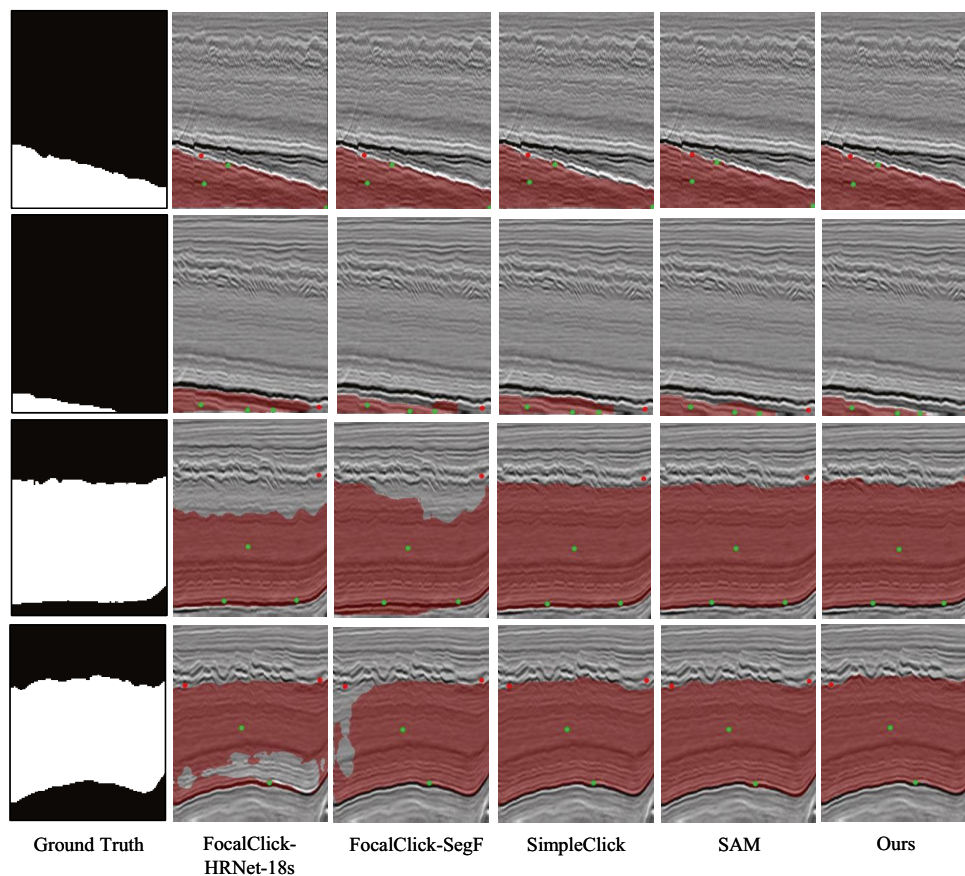 Ground Truth
FocalClick-
HRNet-18s
FocalClick-SegF
SimpleClick
SAM
Ours